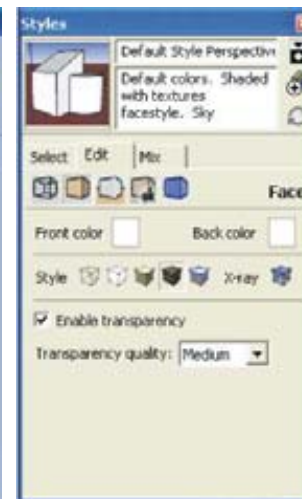 Styles
Default Style Perspective
Default colors. Shaded
with textures
facestyle. Sky
Select Edit Mix
Face
Front color Back color
Style X-ray
Enable transparency
Transparency quality: Medium